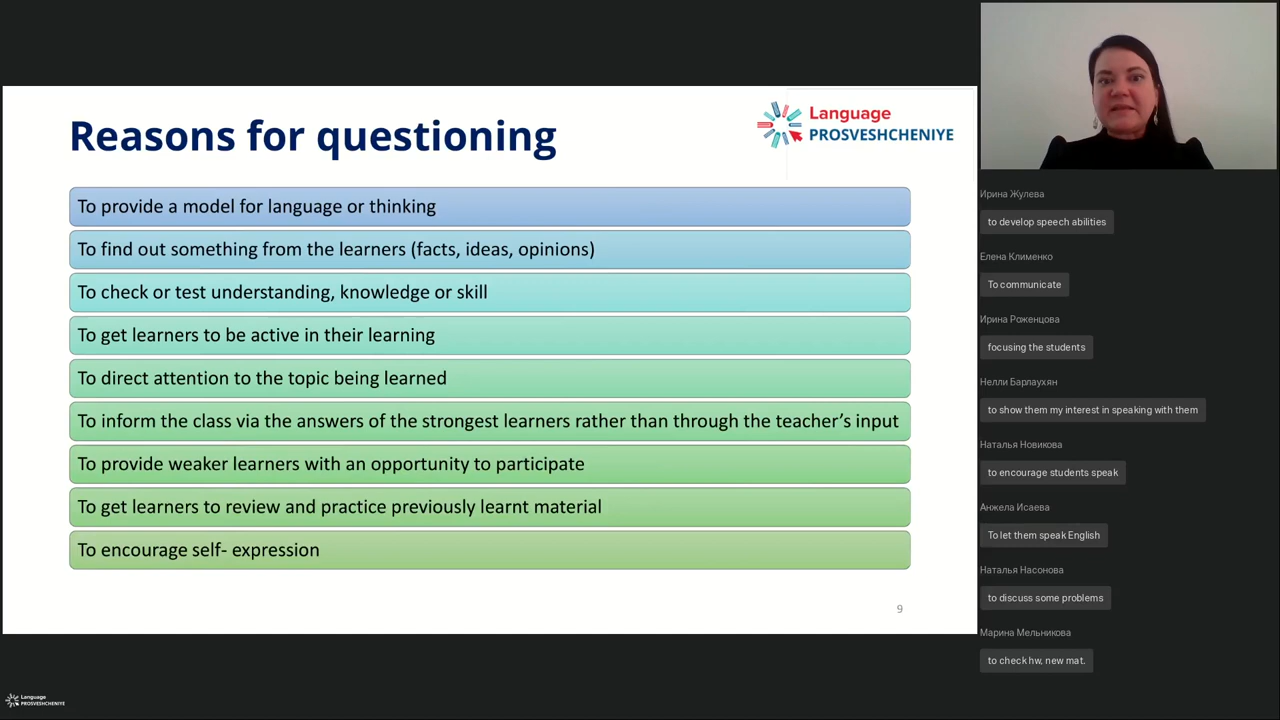 Reasons for questioning
Language
PROSVESHCHENIYE
To provide a model for language or thinking
To find out something from the learners (facts, ideas, opinions)
To check or test understanding, knowledge or skill
To get learners to be active in their learning
To direct attention to the topic being learned
To inform the class via the answers of the strongest learners rather than through the teacher’s input
To provide weaker learners with an opportunity to participate
To get learners to review and practice previously learnt material
To encourage self- expression
9
Ирина Жулева
to develop speech abilities
Елена Клименко
To communicate
Ирина Роженцова
focusing the students
Нелли Барлаухян
to show them my interest in speaking with them
Наталья Новикова
to encourage students speak
Анжела Исаева
To let them speak English
Наталья Насонова
to discuss some problems
Марина Мельникова
to check hw, new mat.
Language
PROSVESHCHENIYE